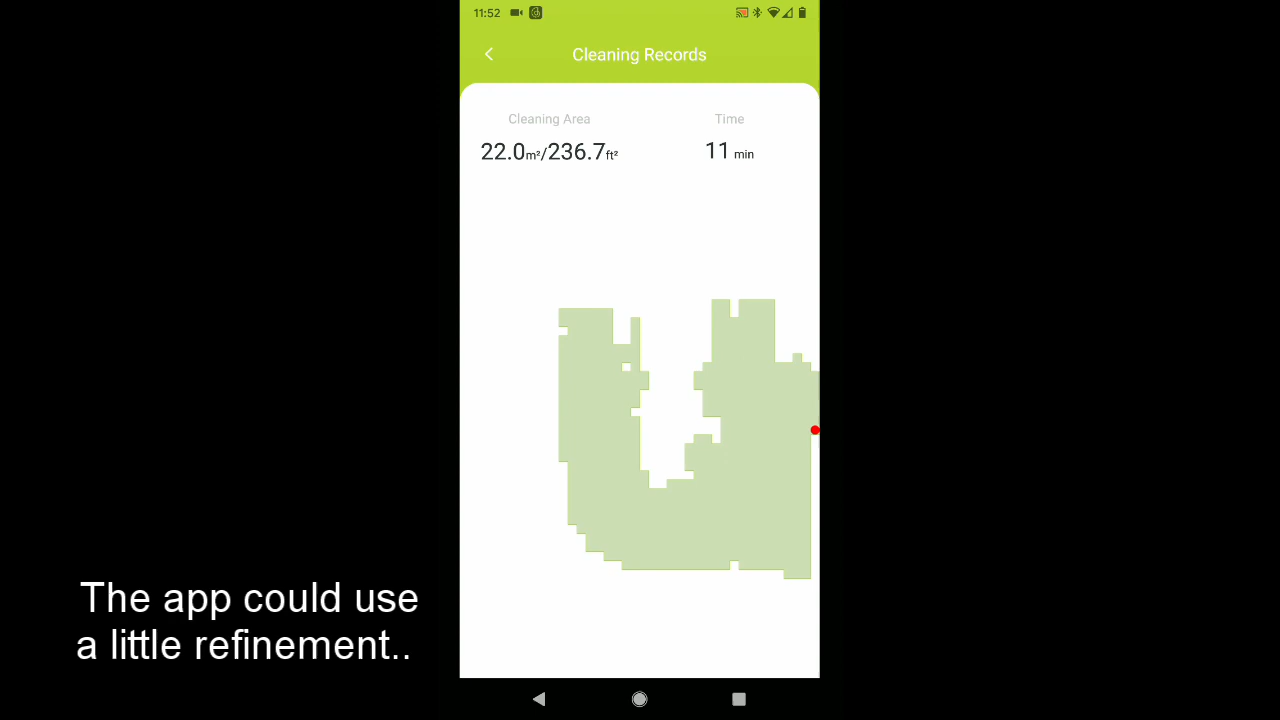 11:52
Cleaning Records
Cleaning Area
Time
22.0m²/236.7ft²
11 min
The app could use
a little refinement..